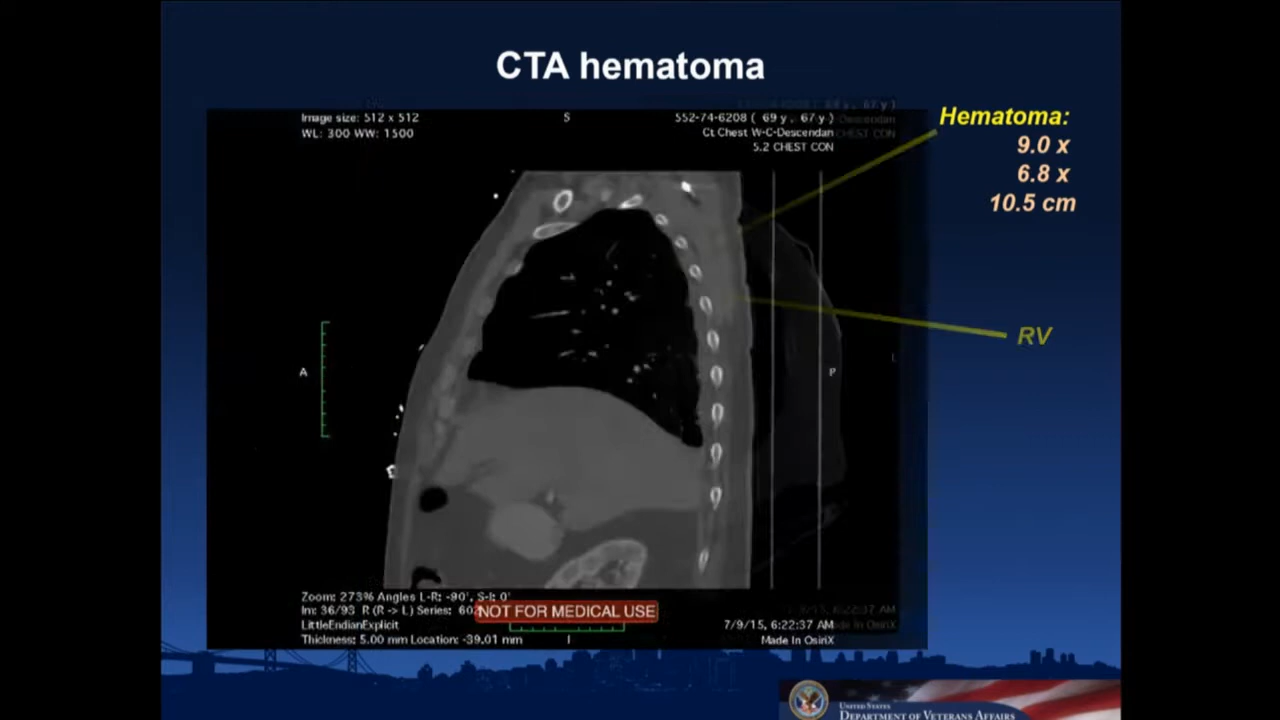 CTA hematoma
Image size: 512 x 512
WL: 300 WW: 1500
S
552-74-6208 ( 69 y , 67 y )
Ct Chest W-C-Descendan
5.2 CHEST CON
Hematoma:
9.0 x
6.8 x
10.5 cm
RV
A
P
L
Zoom: 273% Angles L-R: -90°, S-I: 0°
Im: 36/93 R (R -> L) Series: 60
LittleEndianExplicit
Thickness: 5.00 mm Location: -39.01 mm
NOT FOR MEDICAL USE
I
7/9/15, 6:22:37 AM
Made In OsiriX
UNITED STATES
DEPARTMENT OF VETERANS AFFAIRS